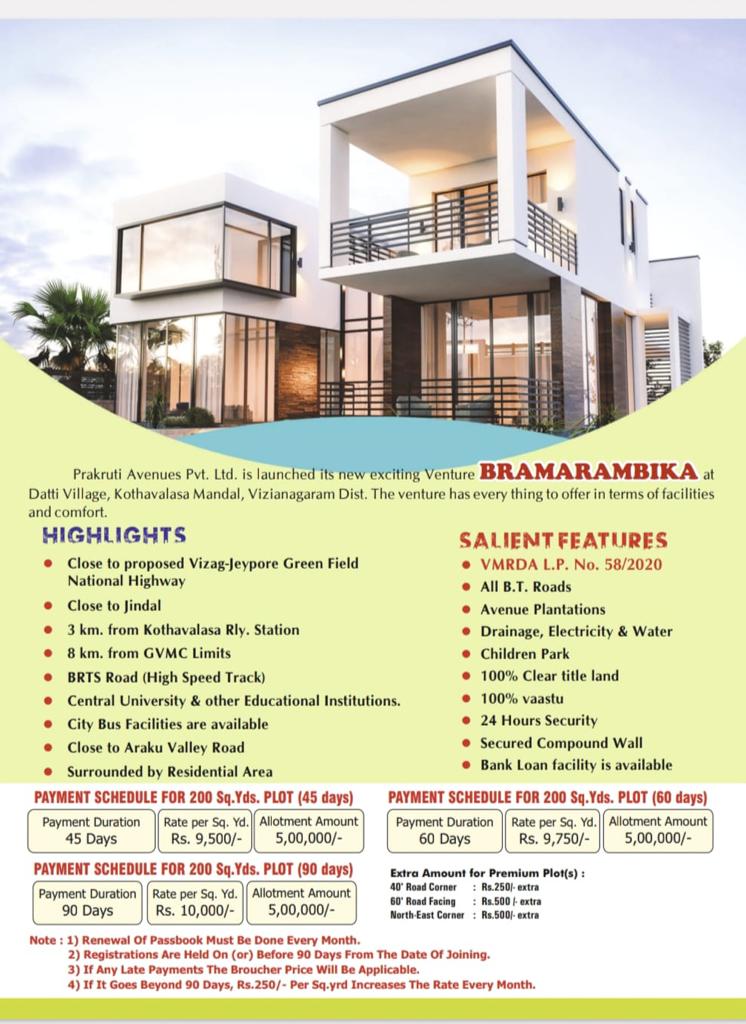 Prakruti Avenues Pvt. Ltd. is launched its new exciting Venture BRAMARAMBIKA at
Datti Village, Kothavalasa Mandal, Vizianagaram Dist. The venture has every thing to offer in terms of facilities
and comfort.
HIGHLIGHTS
• Close to proposed Vizag-Jeypore Green Field
National Highway
• Close to Jindal
• 3 km. from Kothavalasa Rly. Station
• 8 km. from GVMC Limits
• BRTS Road (High Speed Track)
• Central University & other Educational Institutions.
• City Bus Facilities are available
• Close to Araku Valley Road
• Surrounded by Residential Area
SALIENT FEATURES
• VMRDA L.P. No. 58/2020
• All B.T. Roads
• Avenue Plantations
• Drainage, Electricity & Water
• Children Park
• 100% Clear title land
• 100% vaastu
• 24 Hours Security
• Secured Compound Wall
• Bank Loan facility is available
PAYMENT SCHEDULE FOR 200 Sq.Yds. PLOT (45 days)
Payment Duration Rate per Sq. Yd. Allotment Amount
45 Days Rs. 9,500/- 5,00,000/-
PAYMENT SCHEDULE FOR 200 Sq.Yds. PLOT (60 days)
Payment Duration Rate per Sq. Yd. Allotment Amount
60 Days Rs. 9,750/- 5,00,000/-
PAYMENT SCHEDULE FOR 200 Sq.Yds. PLOT (90 days)
Payment Duration Rate per Sq. Yd. Allotment Amount
90 Days Rs. 10,000/- 5,00,000/-
Extra Amount for Premium Plot(s) :
40' Road Corner : Rs.250/- extra
60' Road Facing : Rs.500 /- extra
North-East Corner : Rs.500/- extra
Note : 1) Renewal Of Passbook Must Be Done Every Month.
2) Registrations Are Held On (or) Before 90 Days From The Date Of Joining.
3) If Any Late Payments The Broucher Price Will Be Applicable.
4) If It Goes Beyond 90 Days, Rs.250/- Per Sq.yrd Increases The Rate Every Month.